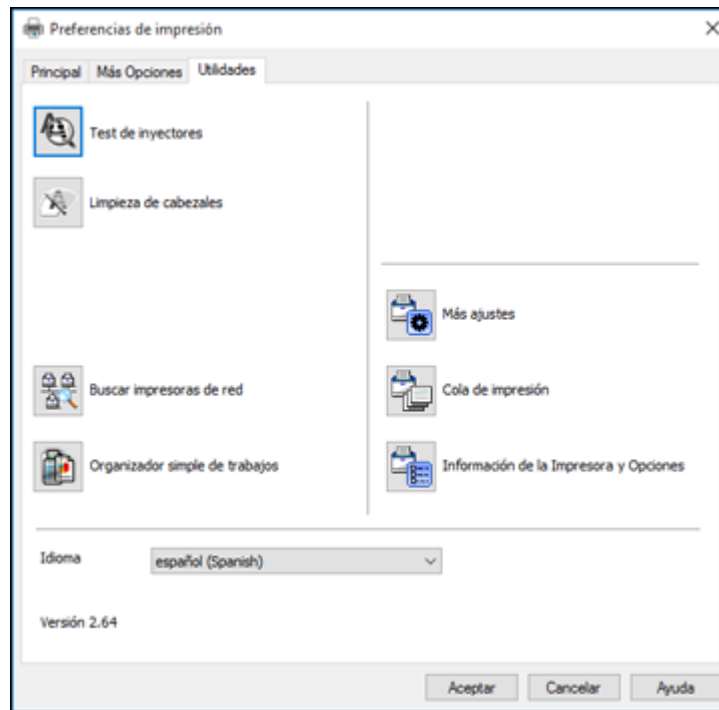 Preferencias de impresión
Principal Más Opciones Utilidades
Test de inyectores
Limpieza de cabezales
Más ajustes
Buscar impresoras de red
Cola de impresión
Organizador simple de trabajos
Información de la Impresora y Opciones
Idioma español (Spanish)
Versión 2.64
Aceptar Cancelar Ayuda